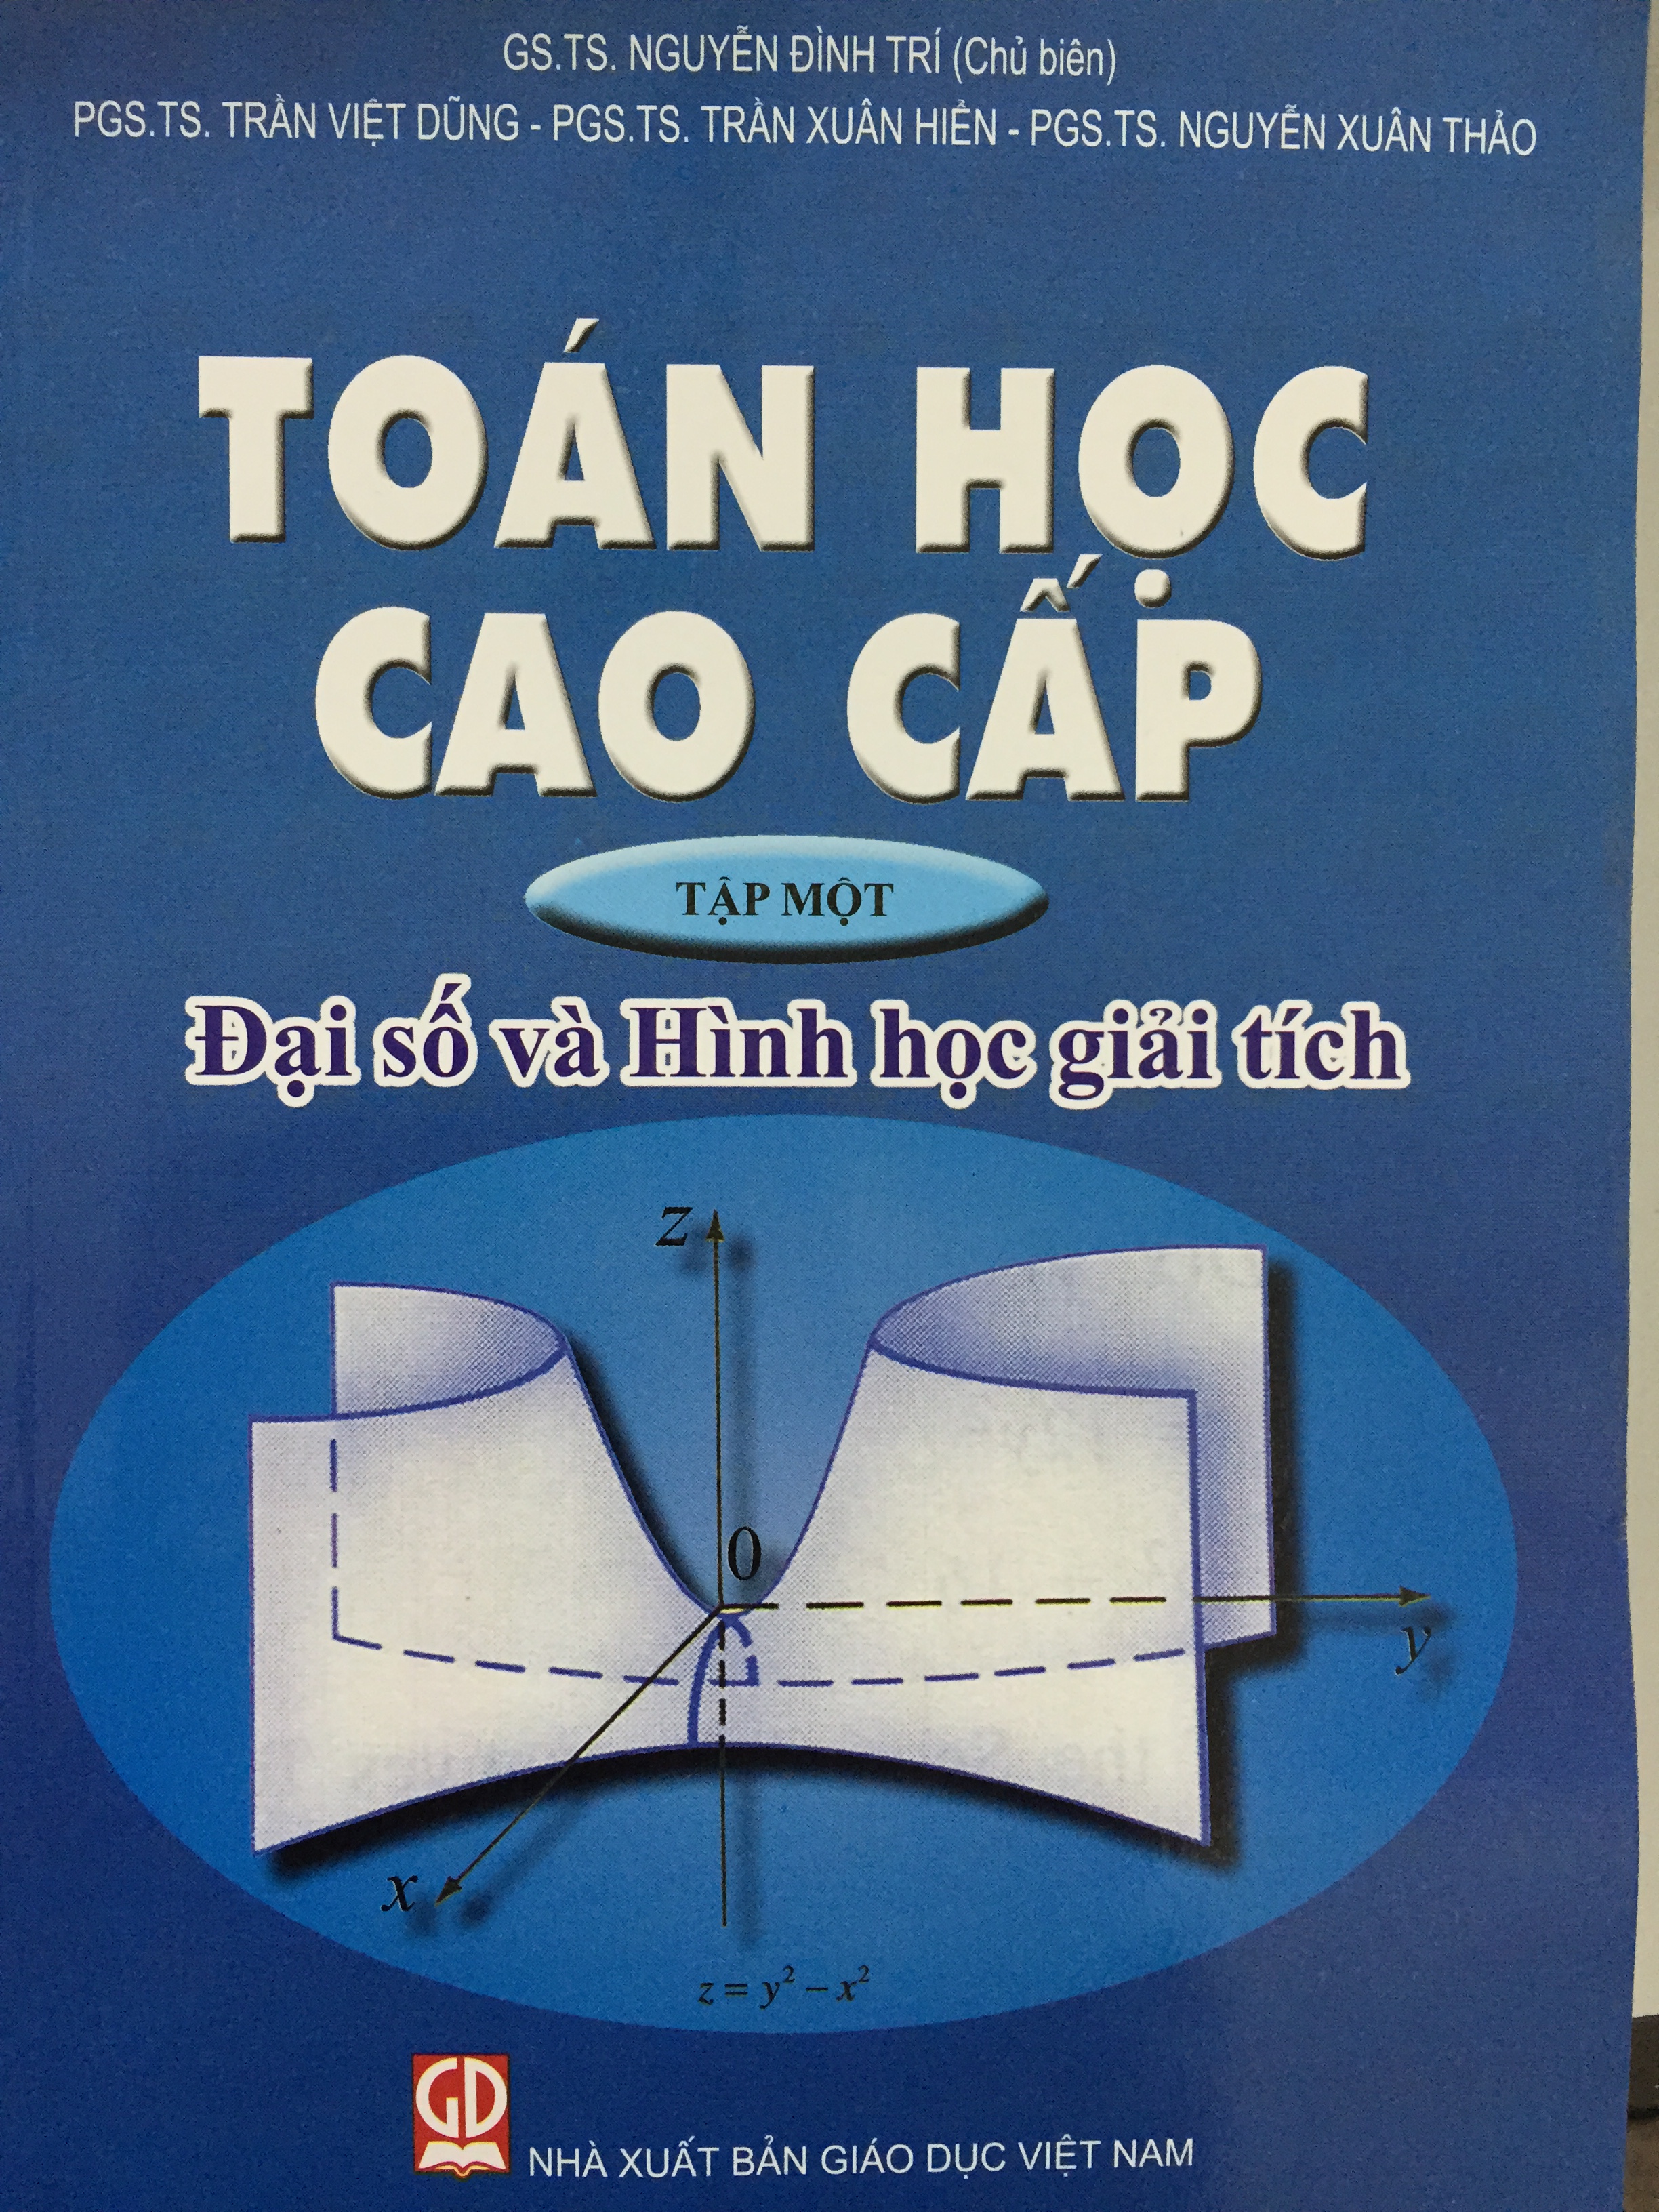 GS.TS. NGUYỄN ĐÌNH TRÍ (Chủ biên)
PGS.TS. TRẦN VIỆT DŨNG - PGS.TS. TRẦN XUÂN HIỂN - PGS.TS. NGUYỄN XUÂN THẢO
TOÁN HỌC
CAO CẤP
TẬP MỘT
Đại số và Hình học giải tích
z
0
y
x
z = y² – x²
GD
NHÀ XUẤT BẢN GIÁO DỤC VIỆT NAM